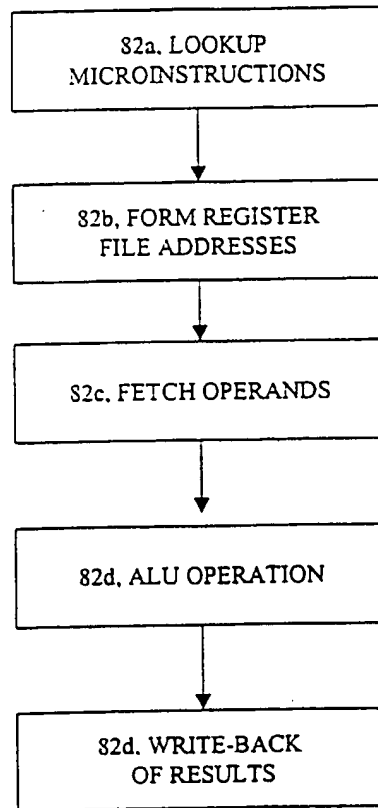 82a. LOOKUP
MICROINSTRUCTIONS
82b, FORM REGISTER
FILE ADDRESSES
82c, FETCH OPERANDS
82d, ALU OPERATION
82d. WRITE-BACK
OF RESULTS